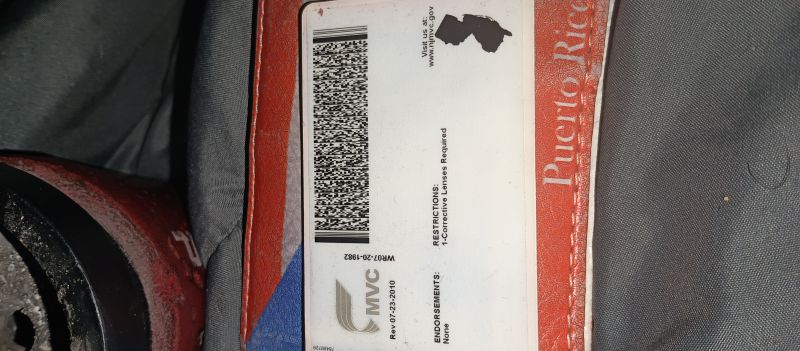 Visit us at:
www.njmvc.gov
WR07-20-1982
MVC
Rev 07-23-2010
ENDORSEMENTS:
None
RESTRICTIONS:
1-Corrective Lenses Required
Puerto Rico